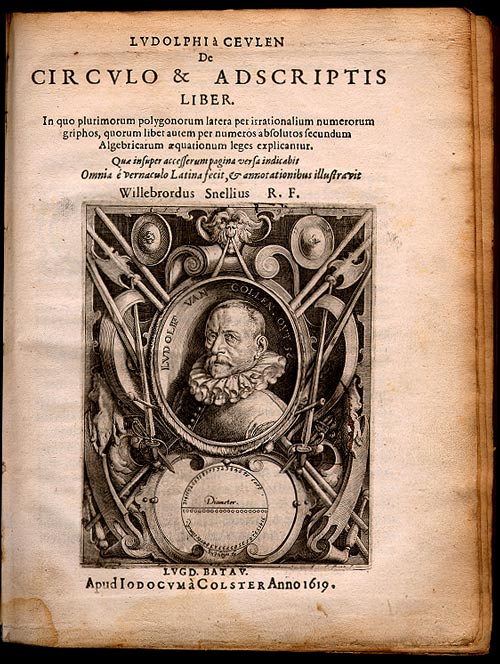 LVDOLPHI à CEVLEN
De
CIRCVLO & ADSCRIPTIS
LIBER.
In quo plurimorum polygonorum latera per irrationalium numerorum
griphos, quorum libet autem per numeros absolutos secundum
Algebricarum æquationum leges explicantur.
Quæ insuper accesserunt pagina versa indicabit
Omnia é vernaculo Latina fecit, & annotationibus illustravit
Willebrordus Snellius R. F.
LVDOLF VAN COLLEN
Diameter.
LVGD. BATAV.
Apud IODOCVM à COLSTER Anno 1619.